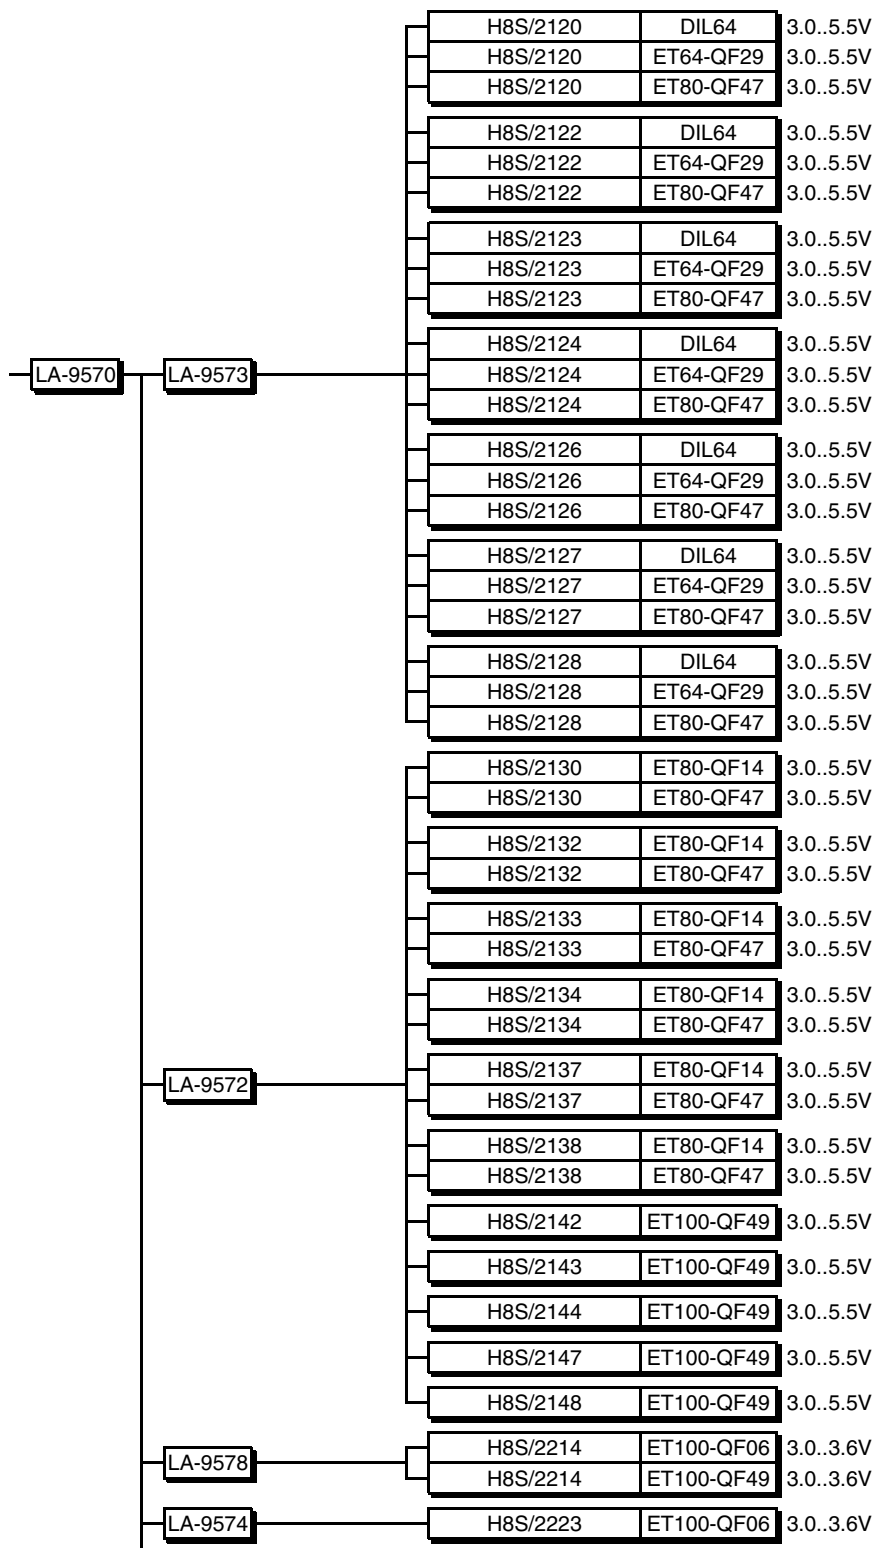 H8S/2120 DIL64 3.0..5.5V
H8S/2120 ET64-QF29 3.0..5.5V
H8S/2120 ET80-QF47 3.0..5.5V
H8S/2122 DIL64 3.0..5.5V
H8S/2122 ET64-QF29 3.0..5.5V
H8S/2122 ET80-QF47 3.0..5.5V
H8S/2123 DIL64 3.0..5.5V
H8S/2123 ET64-QF29 3.0..5.5V
H8S/2123 ET80-QF47 3.0..5.5V
H8S/2124 DIL64 3.0..5.5V
LA-9570 LA-9573 H8S/2124 ET64-QF29 3.0..5.5V
H8S/2124 ET80-QF47 3.0..5.5V
H8S/2126 DIL64 3.0..5.5V
H8S/2126 ET64-QF29 3.0..5.5V
H8S/2126 ET80-QF47 3.0..5.5V
H8S/2127 DIL64 3.0..5.5V
H8S/2127 ET64-QF29 3.0..5.5V
H8S/2127 ET80-QF47 3.0..5.5V
H8S/2128 DIL64 3.0..5.5V
H8S/2128 ET64-QF29 3.0..5.5V
H8S/2128 ET80-QF47 3.0..5.5V
H8S/2130 ET80-QF14 3.0..5.5V
H8S/2130 ET80-QF47 3.0..5.5V
H8S/2132 ET80-QF14 3.0..5.5V
H8S/2132 ET80-QF47 3.0..5.5V
H8S/2133 ET80-QF14 3.0..5.5V
H8S/2133 ET80-QF47 3.0..5.5V
H8S/2134 ET80-QF14 3.0..5.5V
H8S/2134 ET80-QF47 3.0..5.5V
H8S/2137 ET80-QF14 3.0..5.5V
LA-9572 H8S/2137 ET80-QF47 3.0..5.5V
H8S/2138 ET80-QF14 3.0..5.5V
H8S/2138 ET80-QF47 3.0..5.5V
H8S/2142 ET100-QF49 3.0..5.5V
H8S/2143 ET100-QF49 3.0..5.5V
H8S/2144 ET100-QF49 3.0..5.5V
H8S/2147 ET100-QF49 3.0..5.5V
H8S/2148 ET100-QF49 3.0..5.5V
LA-9578 H8S/2214 ET100-QF06 3.0..3.6V
H8S/2214 ET100-QF49 3.0..3.6V
LA-9574 H8S/2223 ET100-QF06 3.0..3.6V